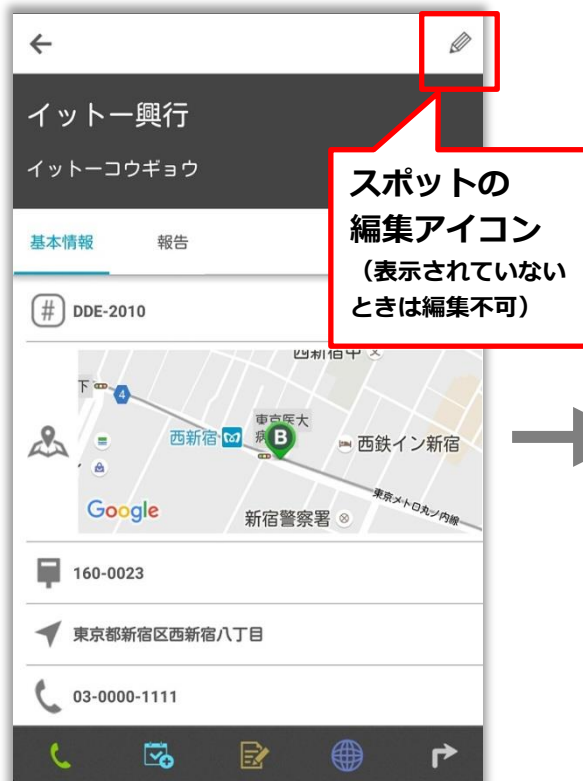 イットー興行
イットーコウギョウ
スポットの
編集アイコン
（表示されていない
ときは編集不可）
基本情報
報告
# DDE-2010
西新宿中
下
4
東京医大
西新宿
病
B
西鉄イン新宿
東京メトロ丸ノ内線
Google
新宿警察署
160-0023
東京都新宿区西新宿八丁目
03-0000-1111